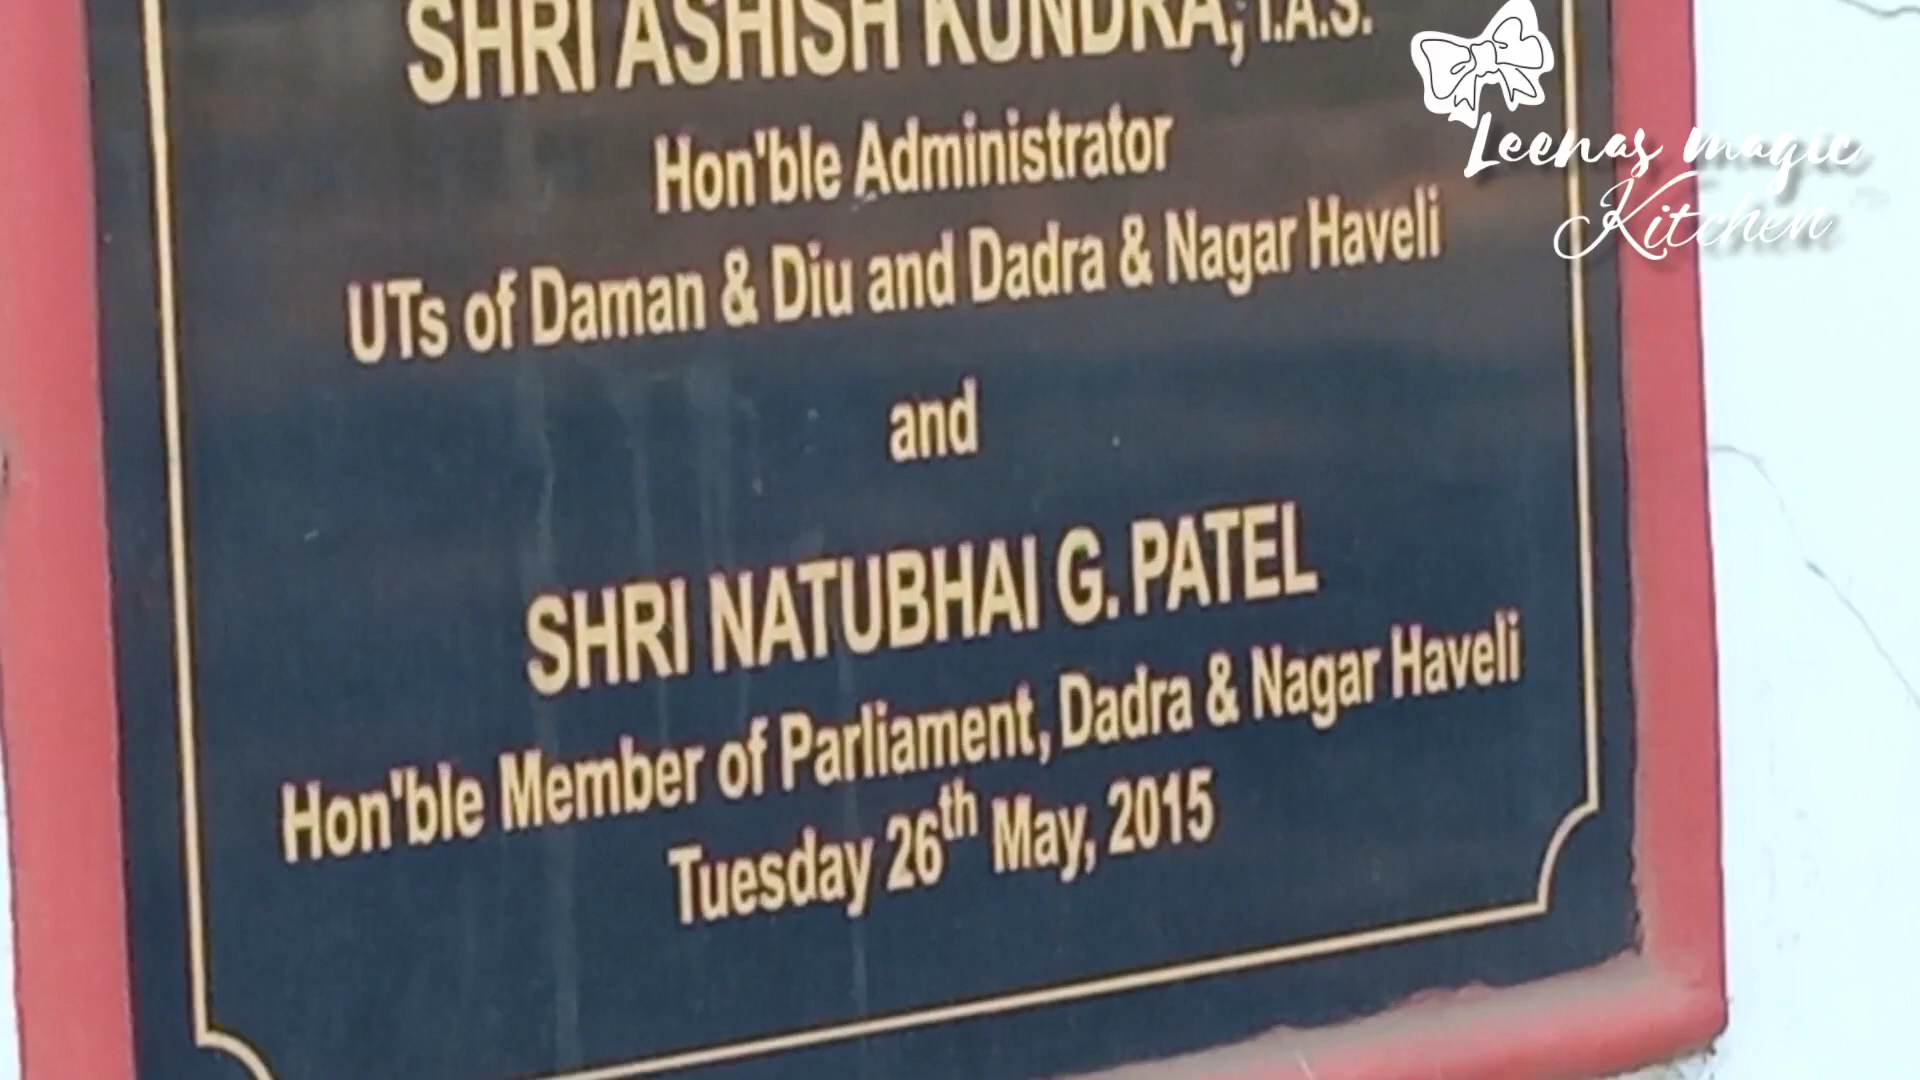 SHRI ASHISH KUNDRA, I.A.S.
Hon'ble Administrator
UTs of Daman & Diu and Dadra & Nagar Haveli
and
SHRI NATUBHAI G. PATEL
Hon'ble Member of Parliament, Dadra & Nagar Haveli
Tuesday 26th May, 2015
Leenas magic
Kitchen